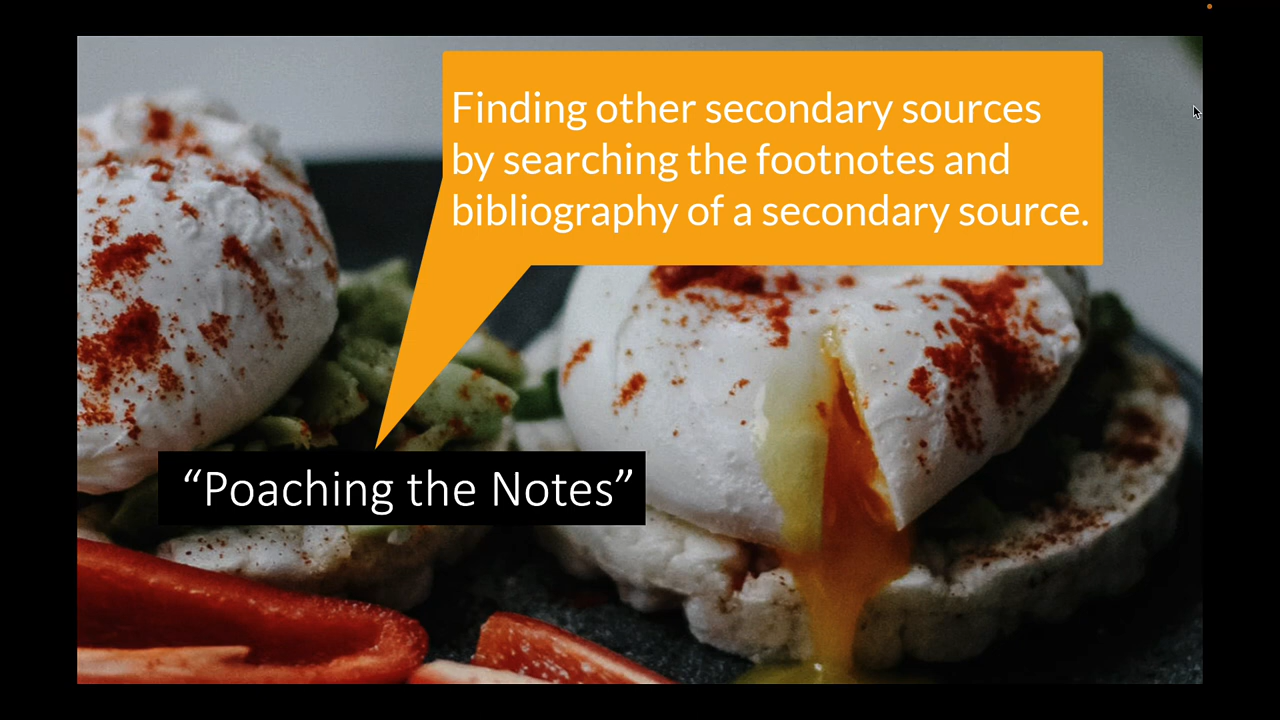 Finding other secondary sources
by searching the footnotes and
bibliography of a secondary source.
“Poaching the Notes”